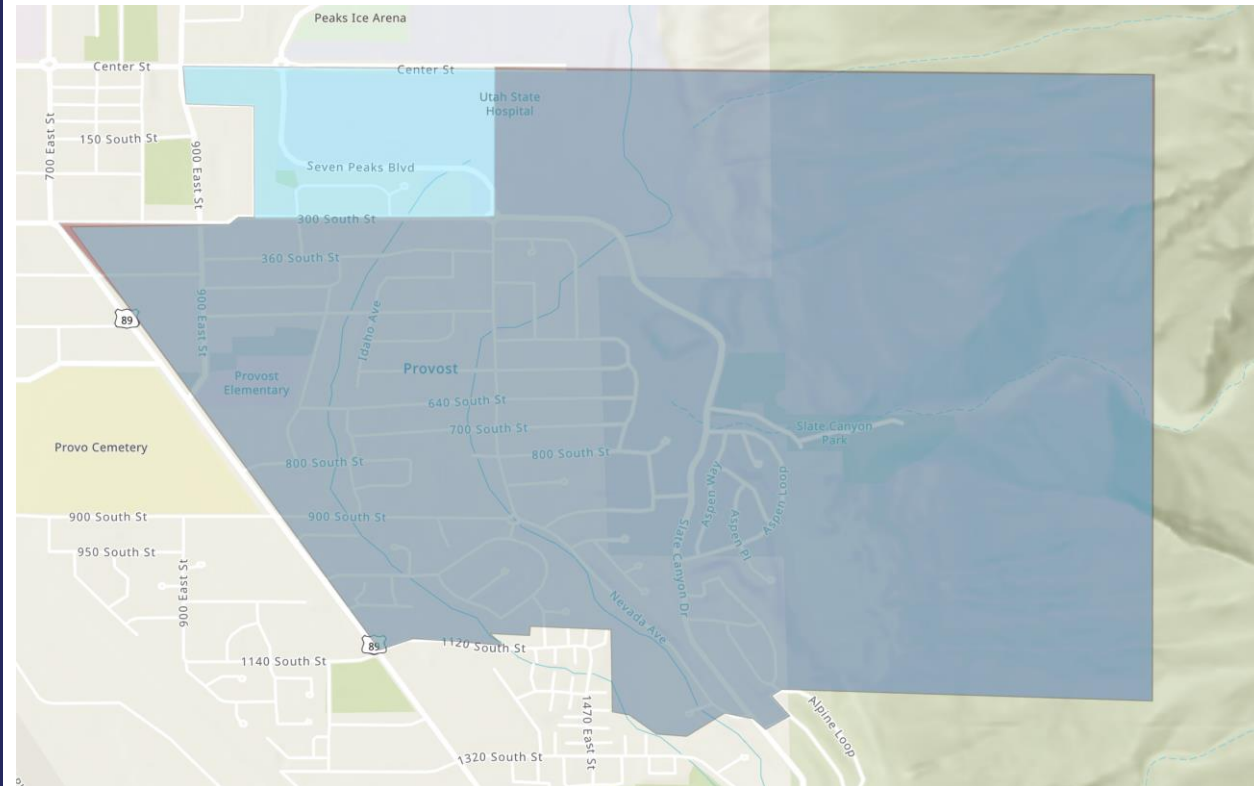 Peaks Ice Arena
Center St
Center St
Utah State
Hospital
700 East St
150 South St
900 East St
Seven Peaks Blvd
300 South St
360 South St
900 East St
Idaho Ave
89
Provost
Elementary
Provost
640 South St
700 South St
Slate Canyon
Park
Provo Cemetery
800 South St
800 South St
Aspen Way
Aspen Loop
Aspen Pl
900 South St
900 South St
950 South St
Slate Canyon Dr
900 East St
Nevada Ave
89
1120 South St
1140 South St
1470 East St
Alpine Loop
1320 South St